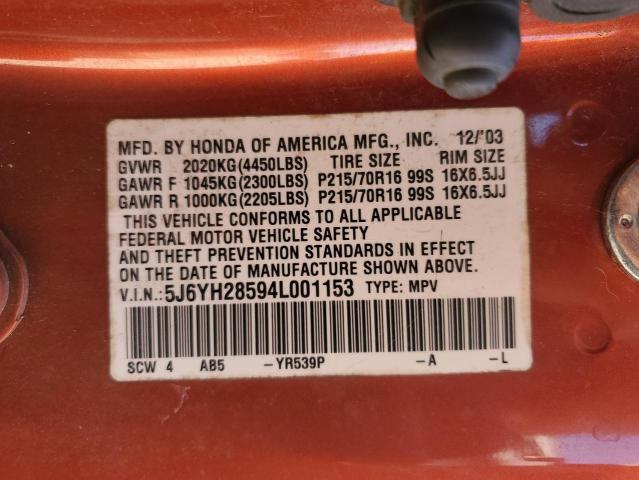 MFD. BY HONDA OF AMERICA MFG., INC. 12/'03
GVWR 2020KG(4450LBS) TIRE SIZE RIM SIZE
GAWR F 1045KG(2300LBS) P215/70R16 99S 16X6.5JJ
GAWR R 1000KG(2205LBS) P215/70R16 99S 16X6.5JJ
THIS VEHICLE CONFORMS TO ALL APPLICABLE
FEDERAL MOTOR VEHICLE SAFETY
AND THEFT PREVENTION STANDARDS IN EFFECT
ON THE DATE OF MANUFACTURE SHOWN ABOVE.
V.I.N.: 5J6YH28594L001153 TYPE: MPV
SCW 4 AB5 -YR539P -A -L